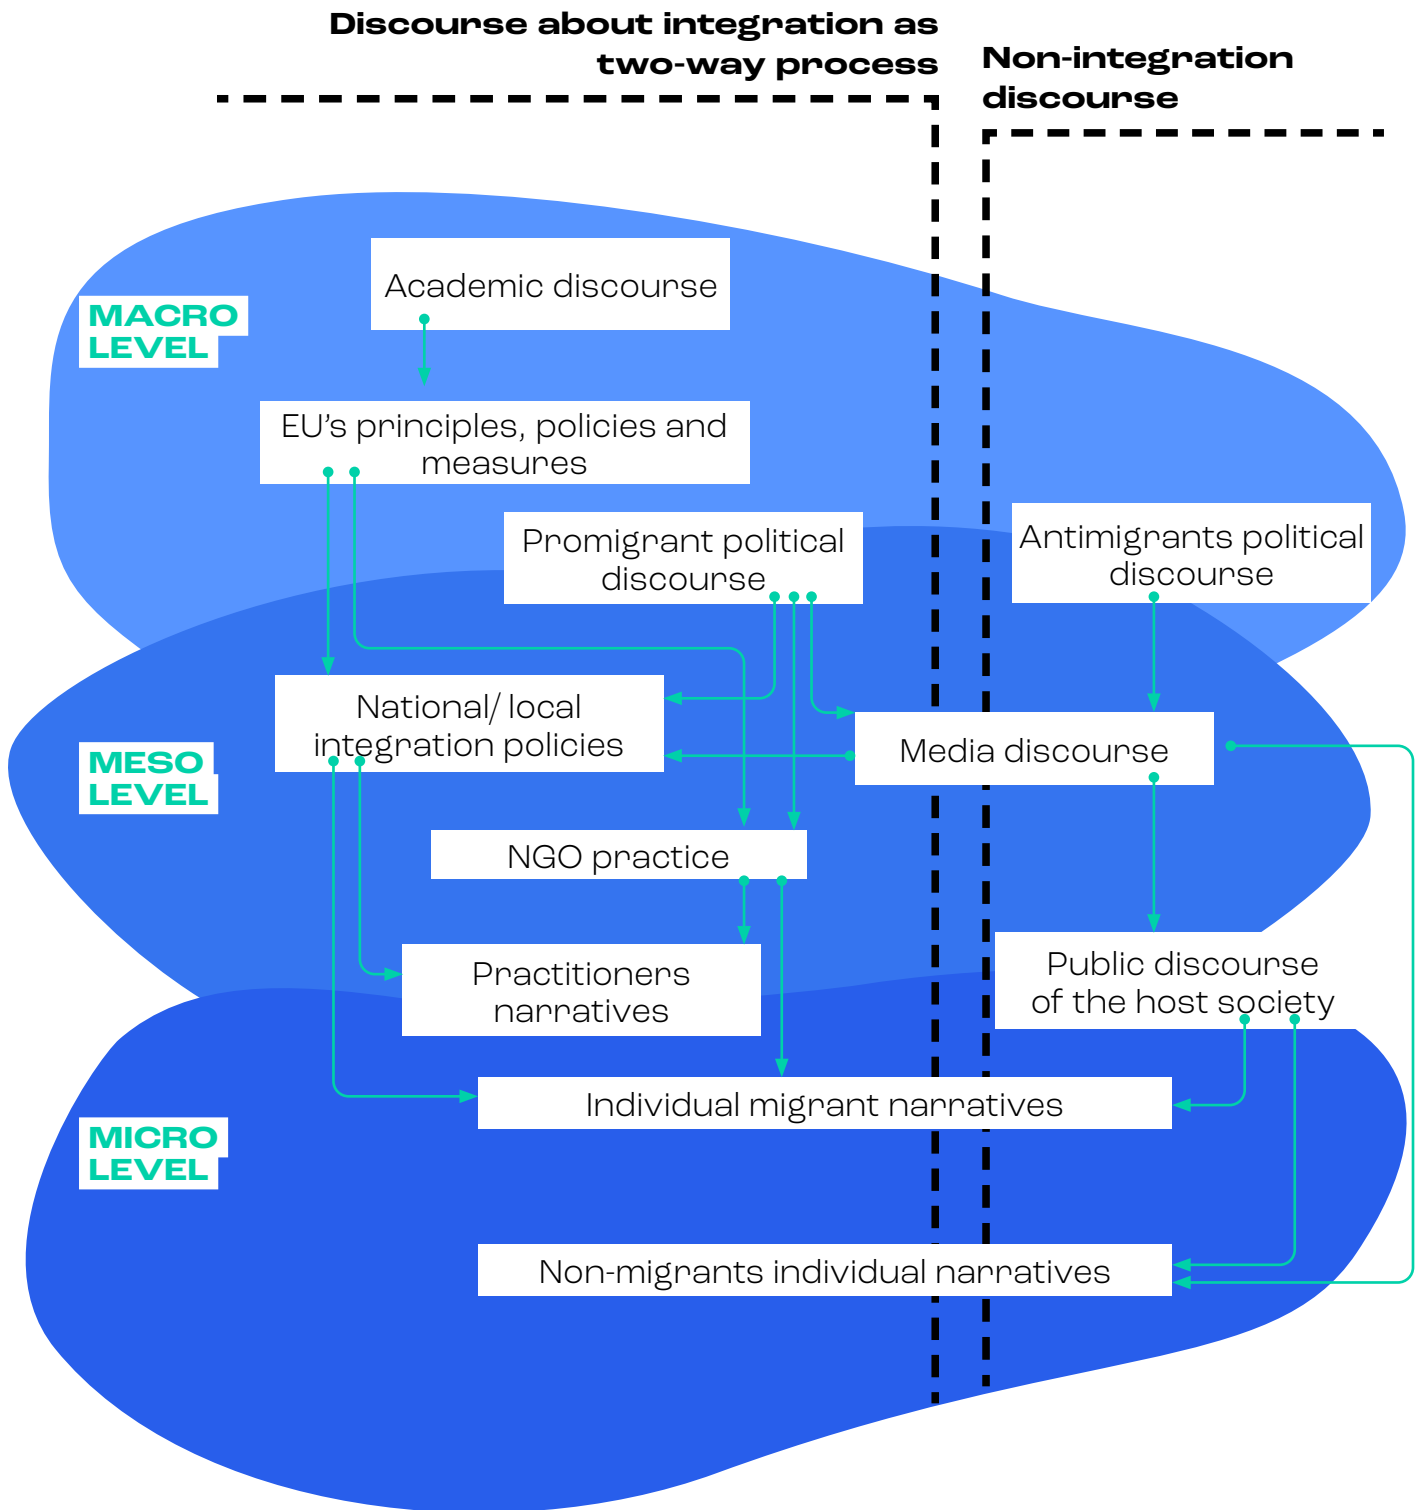 Discourse about integration as
two-way process
Non-integration
discourse
Academic discourse
MACRO
LEVEL
EU’s principles, policies and
measures
Promigrant political
discourse
Antimigrants political
discourse
National/ local
integration policies
Media discourse
MESO
LEVEL
NGO practice
Practitioners
narratives
Public discourse
of the host society
Individual migrant narratives
MICRO
LEVEL
Non-migrants individual narratives